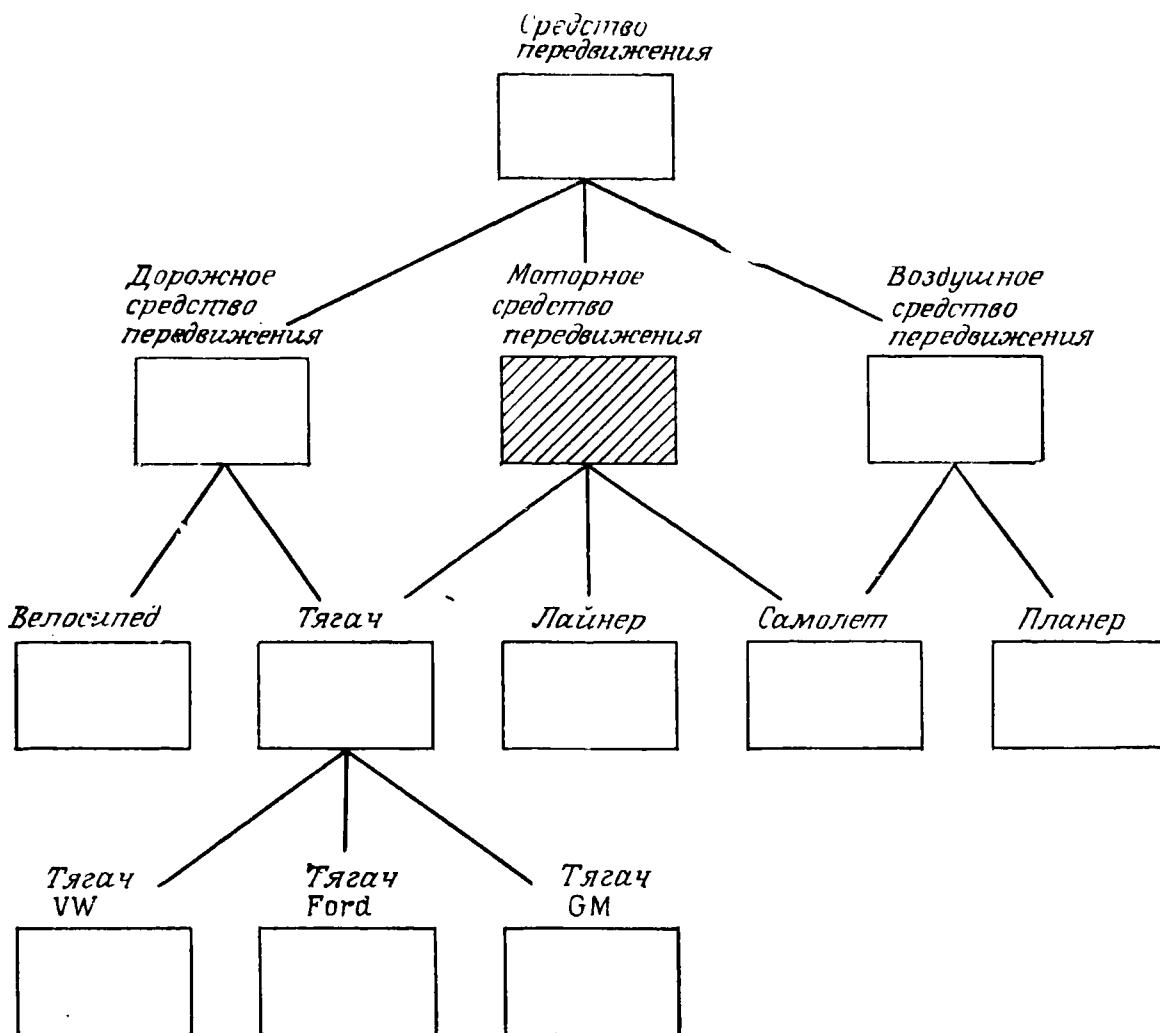 Средство
передвижения
Дорожное
средство
передвижения
Моторное
средство
передвижения
Воздушное
средство
передвижения
Велосипед
Тягач
Лайнер
Самолет
Планер
Тягач
VW
Тягач
Ford
Тягач
GM